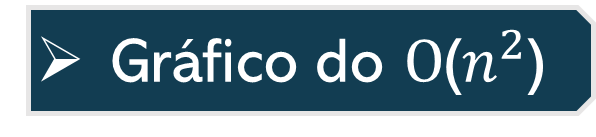 ➢ Gráfico do O(n²)